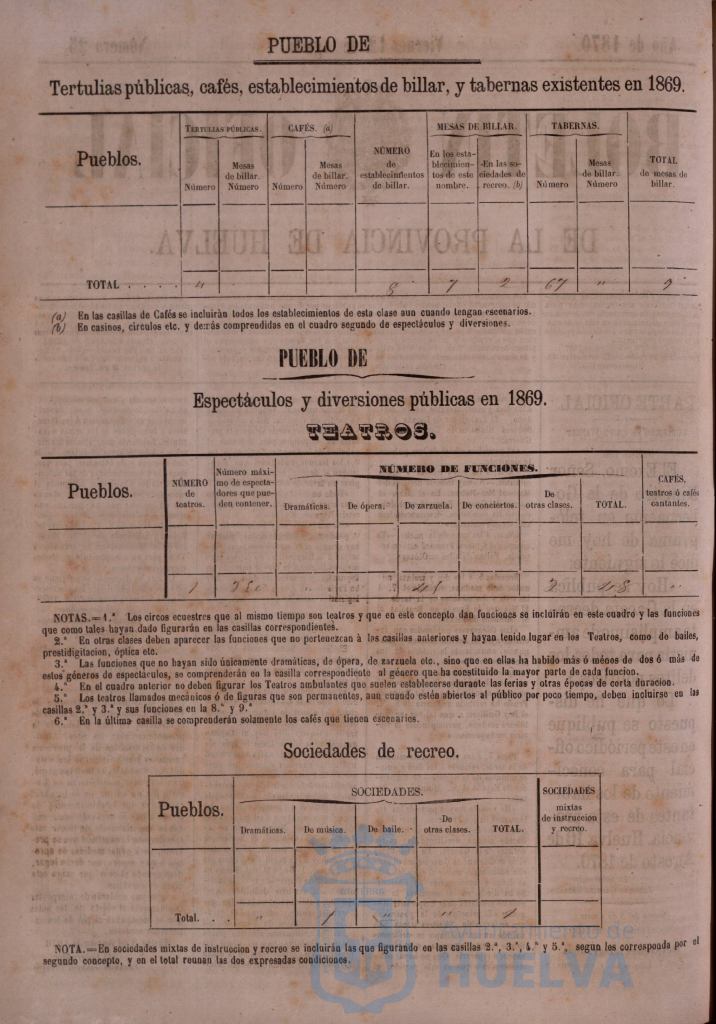 PUEBLO DE
Tertulias públicas, cafés, establecimientos de billar, y tabernas existentes en 1869.
Pueblos.
TERTULIAS PÚBLICAS.
CAFÉS. (a)
NÚMERO de establecimientos de billar.
MESAS DE BILLAR.
TABERNAS.
TOTAL de mesas de billar.
Número
Mesas de billar. Número
Número
Mesas de billar. Número
En los establecimientos de este nombre.
En las sociedades de recreo. (b)
Número
Mesas de billar. Número
TOTAL . . . . " 8 7 2 67 " 9
(a) En las casillas de Cafés se incluirán todos los establecimientos de esta clase aun cuando tengan escenarios.
(b) En casinos, círculos etc. y demás comprendidas en el cuadro segundo de espectáculos y diversiones.
PUEBLO DE
Espectáculos y diversiones públicas en 1869.
TEATROS.
Pueblos.
NÚMERO de teatros.
Número máximo de espectadores que pueden contener.
NÚMERO DE FUNCIONES.
CAFÉS, teatros ó cafés cantantes.
Dramáticas.
De ópera.
De zarzuela.
De conciertos.
De otras clases.
TOTAL.
1 " " " 2 48 "
NOTAS.=1.ª Los circos ecuestres que al mismo tiempo son teatros y que en este concepto dan funciones se incluirán en este cuadro y las funciones
que como tales hayan dado figurarán en las casillas correspondientes.
2.ª En otras clases deben aparecer las funciones que no pertenezcan à las casillas anteriores y hayan tenido lugar en los Teatros, como de bailes,
prestidigitacion, óptica etc.
3.ª Las funciones que no hayan sido únicamente dramáticas, de ópera, de zarzuela etc., sino que en ellas ha habido más ó ménos de dos ó más de
estos géneros de espectáculos, se comprenderán en la casilla correspondiente al género que ha constituido la mayor parte de cada funcion.
4.ª En el cuadro anterior no deben figurar los Teatros ambulantes que suelen establecerse durante las ferias y otras épocas de corta duracion.
5.ª Los teatros llamados mecánicos ó de figuras que son permanentes, aun cuando estén abiertos al público por poco tiempo, deben incluirse en las
casillas 2.ª y 3.ª y sus funciones en la 8.ª y 9.ª
6.ª En la última casilla se comprenderán solamente los cafés que tienen escenarios.
Sociedades de recreo.
Pueblos.
SOCIEDADES.
SOCIEDADES mixtas de instruccion y recreo.
Dramáticas.
De música.
De baile.
De otras clases.
TOTAL.
Total. . . " 1 " " 1
NOTA.=En sociedades mixtas de instruccion y recreo se incluirán las que figurando en las casillas 2.ª, 3.ª, 4.ª y 5.ª, segun les corresponda por el
segundo concepto, y en el total reunan las dos expresadas condiciones.
Ayuntamiento de
HUELVA